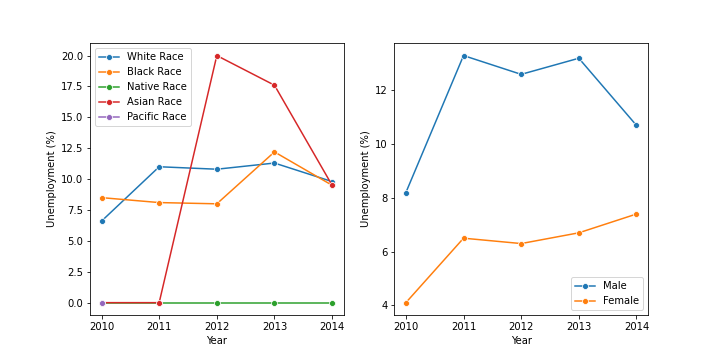 20.0
17.5
15.0
12.5
10.0
7.5
5.0
2.5
0.0
Unemployment (%)
White Race
Black Race
Native Race
Asian Race
Pacific Race
2010 2011 2012 2013 2014
Year
12
10
8
6
4
Unemployment (%)
Male
Female
2010 2011 2012 2013 2014
Year